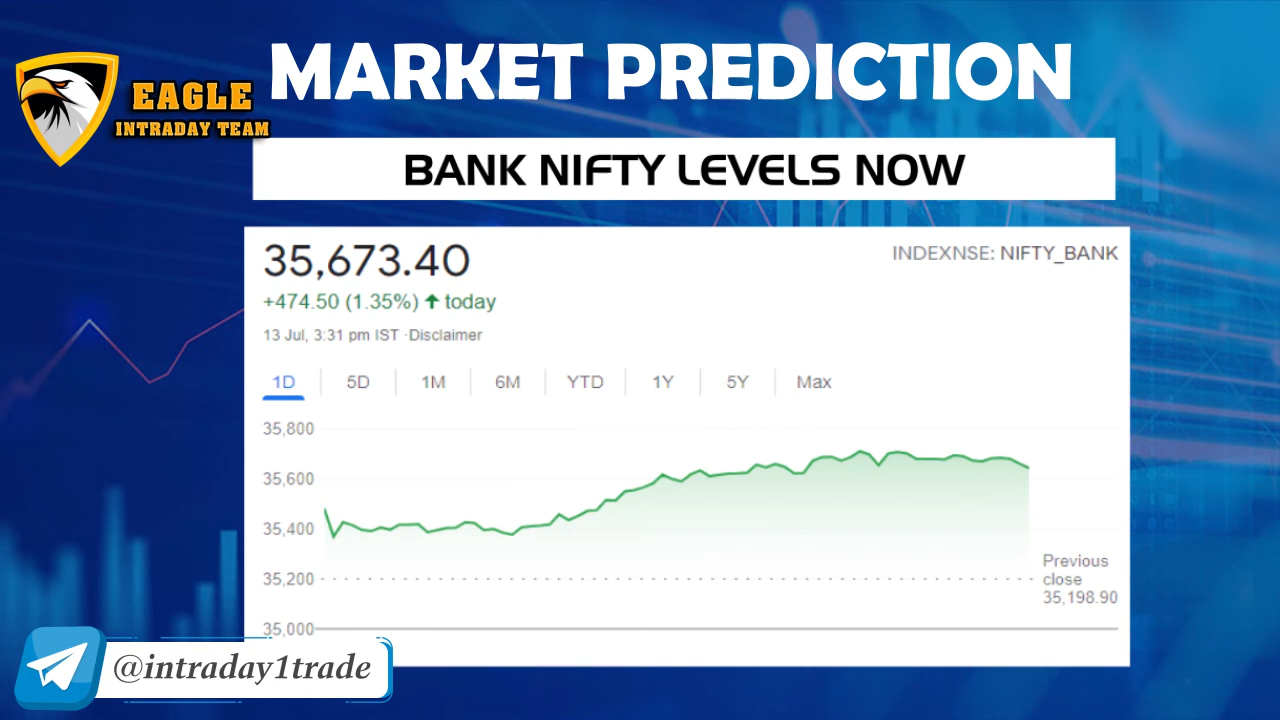 MARKET PREDICTION
EAGLE
INTRADAY TEAM
BANK NIFTY LEVELS NOW
35,673.40
INDEXNSE: NIFTY_BANK
+474.50 (1.35%) ↑ today
13 Jul, 3:31 pm IST ·Disclaimer
1D 5D 1M 6M YTD 1Y 5Y Max
35,800
35,600
35,400
35,200
35,000
Previous
close
35,198.90
@intraday1trade